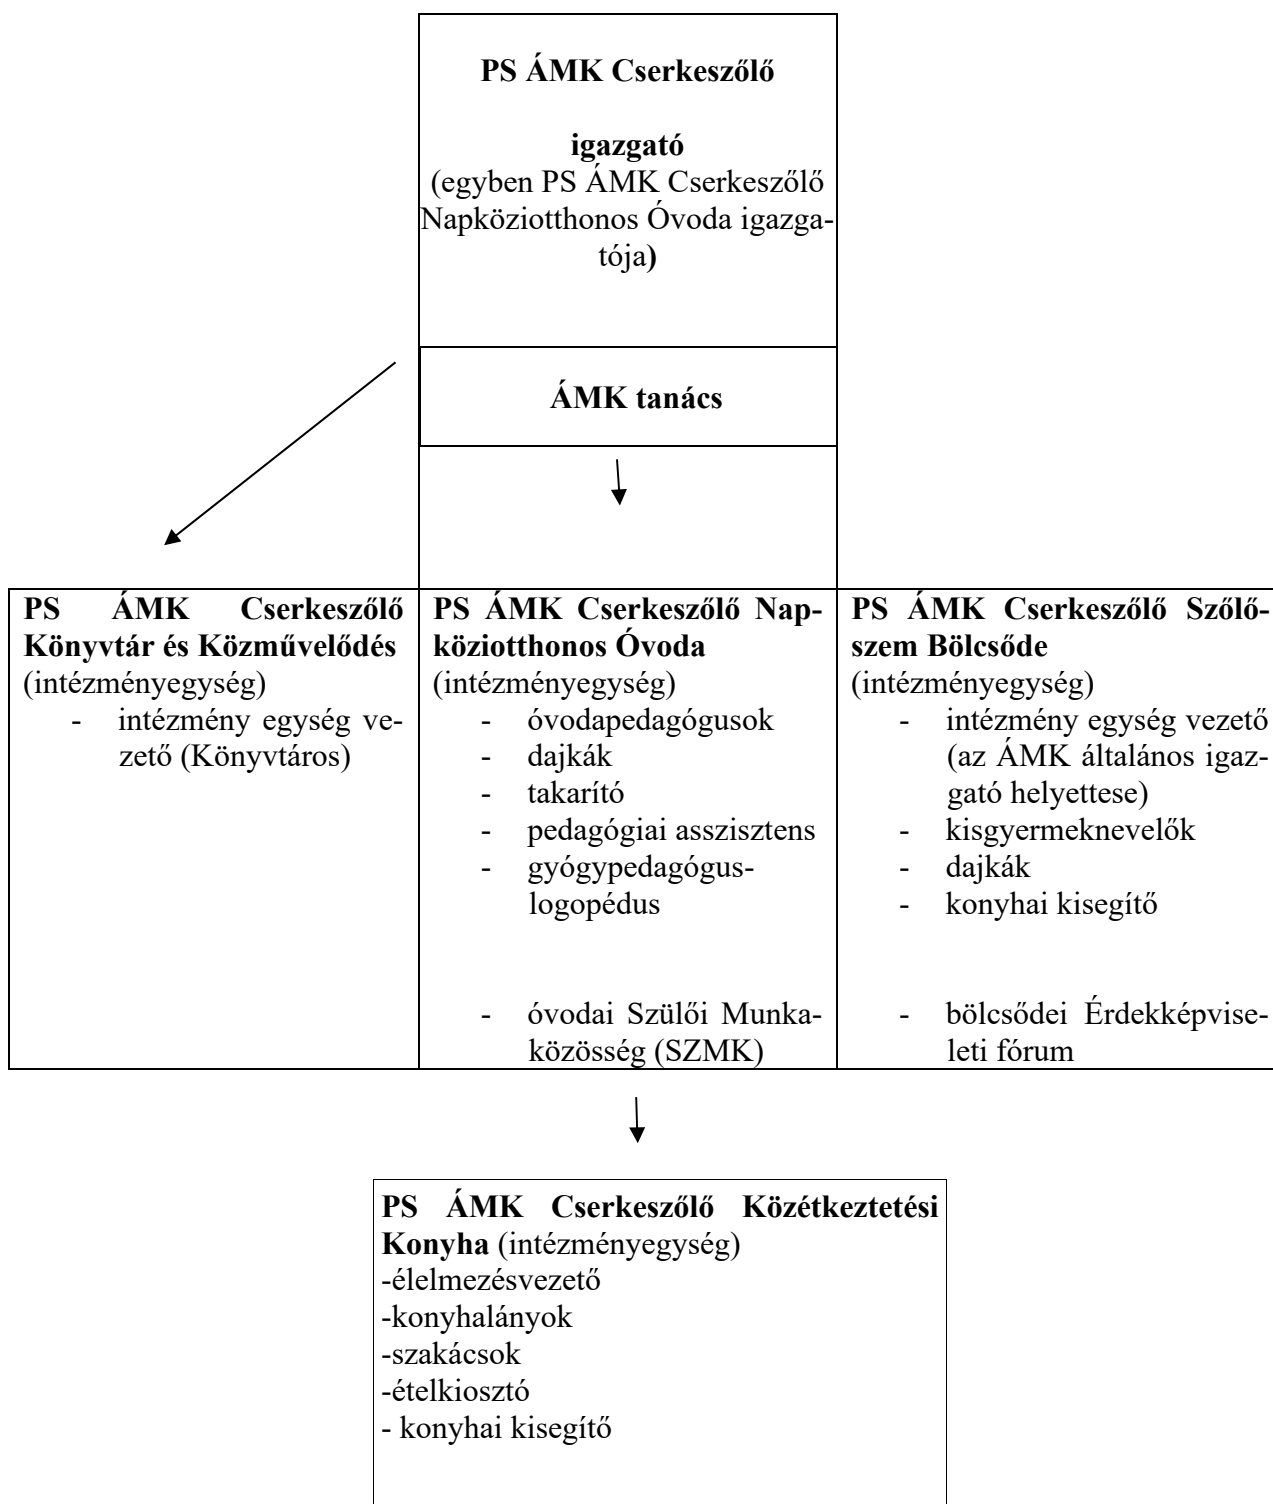 PS ÁMK Cserkeszőlő
igazgató
(egyben PS ÁMK Cserkeszőlő
Napköziotthonos Óvoda igazga-
tója)
ÁMK tanács
PS ÁMK Cserkeszőlő
Könyvtár és Közművelődés
(intézményegység)
- intézmény egység ve-
zető (Könyvtáros)
PS ÁMK Cserkeszőlő Nap-
köziotthonos Óvoda
(intézményegység)
- óvodapedagógusok
- dajkák
- takarító
- pedagógiai asszisztens
- gyógypedagógus-
logopédus
- óvodai Szülői Munka-
közösség (SZMK)
PS ÁMK Cserkeszőlő Szőlő-
szem Bölcsőde
(intézményegység)
- intézmény egység vezető
(az ÁMK általános igaz-
gató helyettese)
- kisgyermeknevelők
- dajkák
- konyhai kisegítő
- bölcsődei Érdekképvise-
leti fórum
PS ÁMK Cserkeszőlő Közétkeztetési
Konyha (intézményegység)
-élelmezésvezető
-konyhalányok
-szakácsok
-ételkiosztó
- konyhai kisegítő